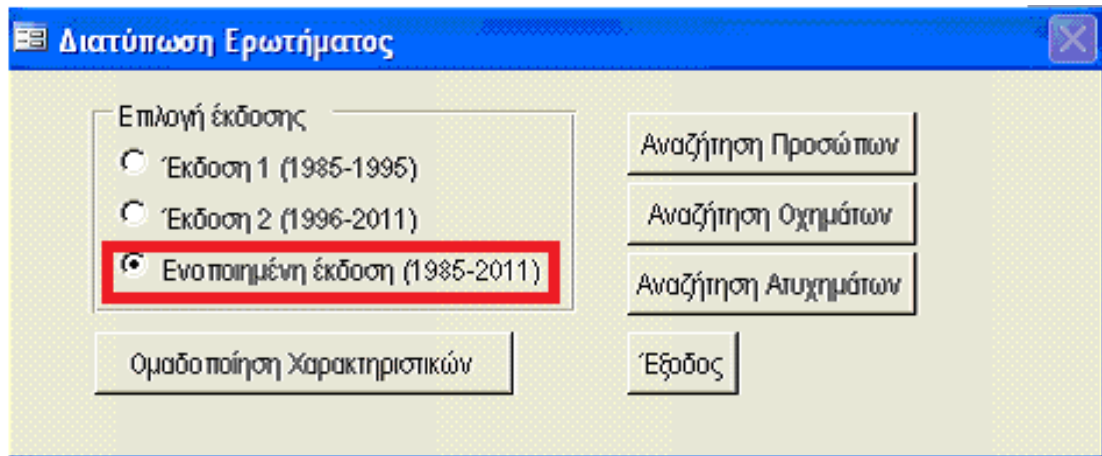 Διατύπωση Ερωτήματος
Επιλογή έκδοσης
Έκδοση 1 (1985-1995)
Έκδοση 2 (1996-2011)
Ενοποιημένη έκδοση (1985-2011)
Αναζήτηση Προσώπων
Αναζήτηση Οχημάτων
Αναζήτηση Ατυχημάτων
Ομαδοποίηση Χαρακτηριστικών
Έξοδος